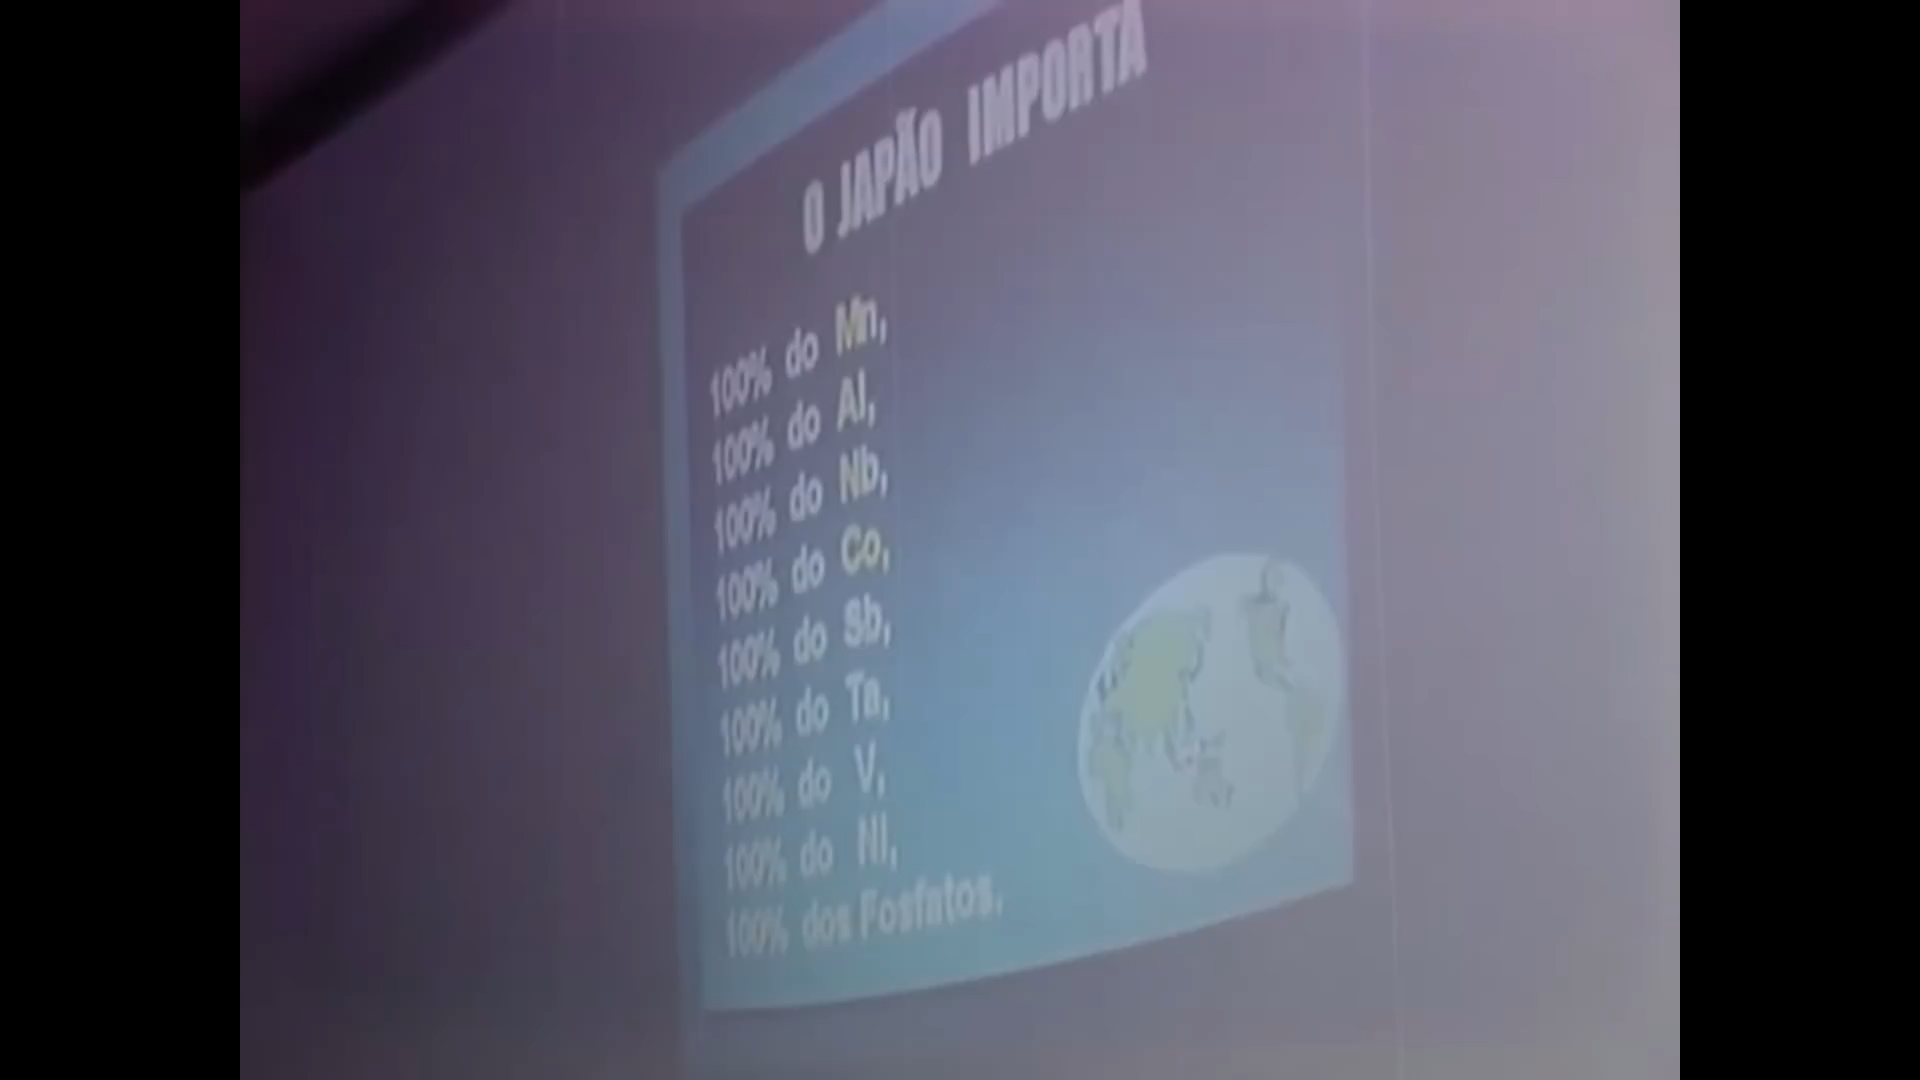 O JAPÃO IMPORTA
100% do Mn,
100% do Al,
100% do Nb,
100% do Co,
100% do Sb,
100% do Ta,
100% do V,
100% do Ni,
100% dos Fosfatos.